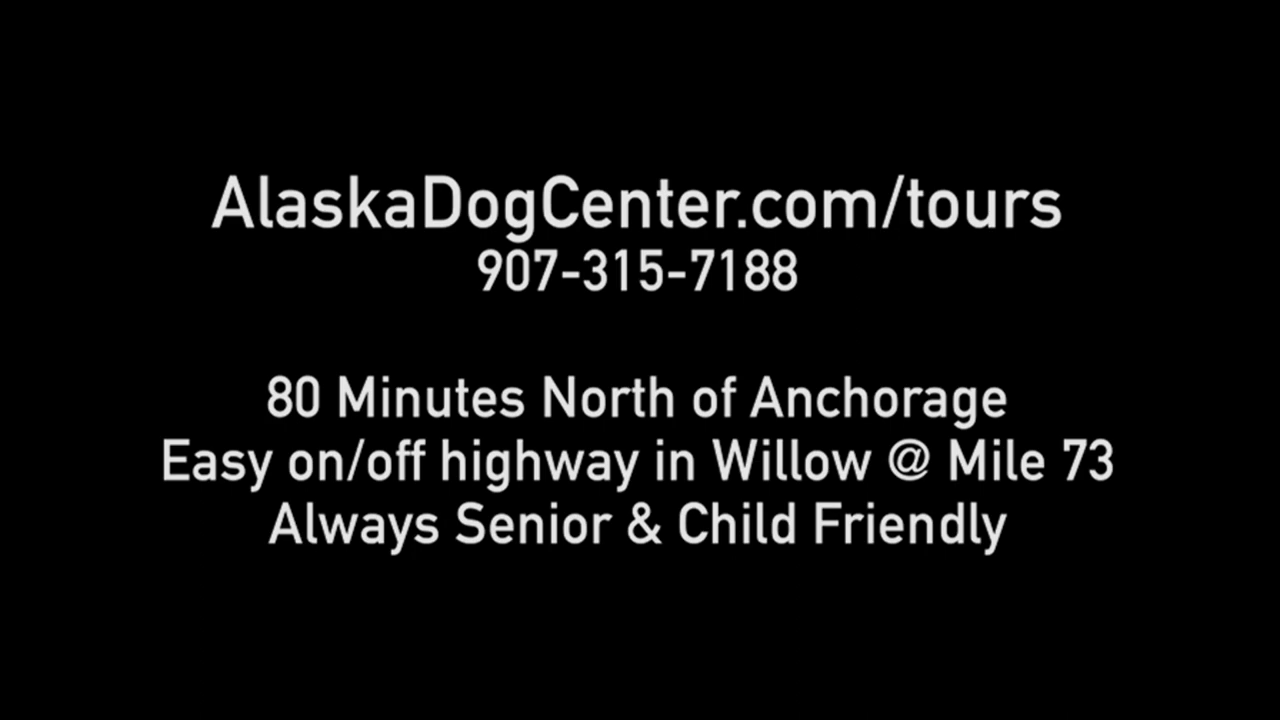 AlaskaDogCenter.com/tours
907-315-7188
80 Minutes North of Anchorage
Easy on/off highway in Willow @ Mile 73
Always Senior & Child Friendly